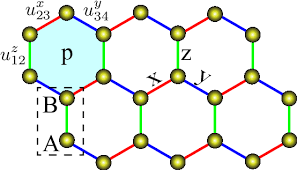 u^x_{23} u^y_{34}
u^z_{12} p z
x y
B
A